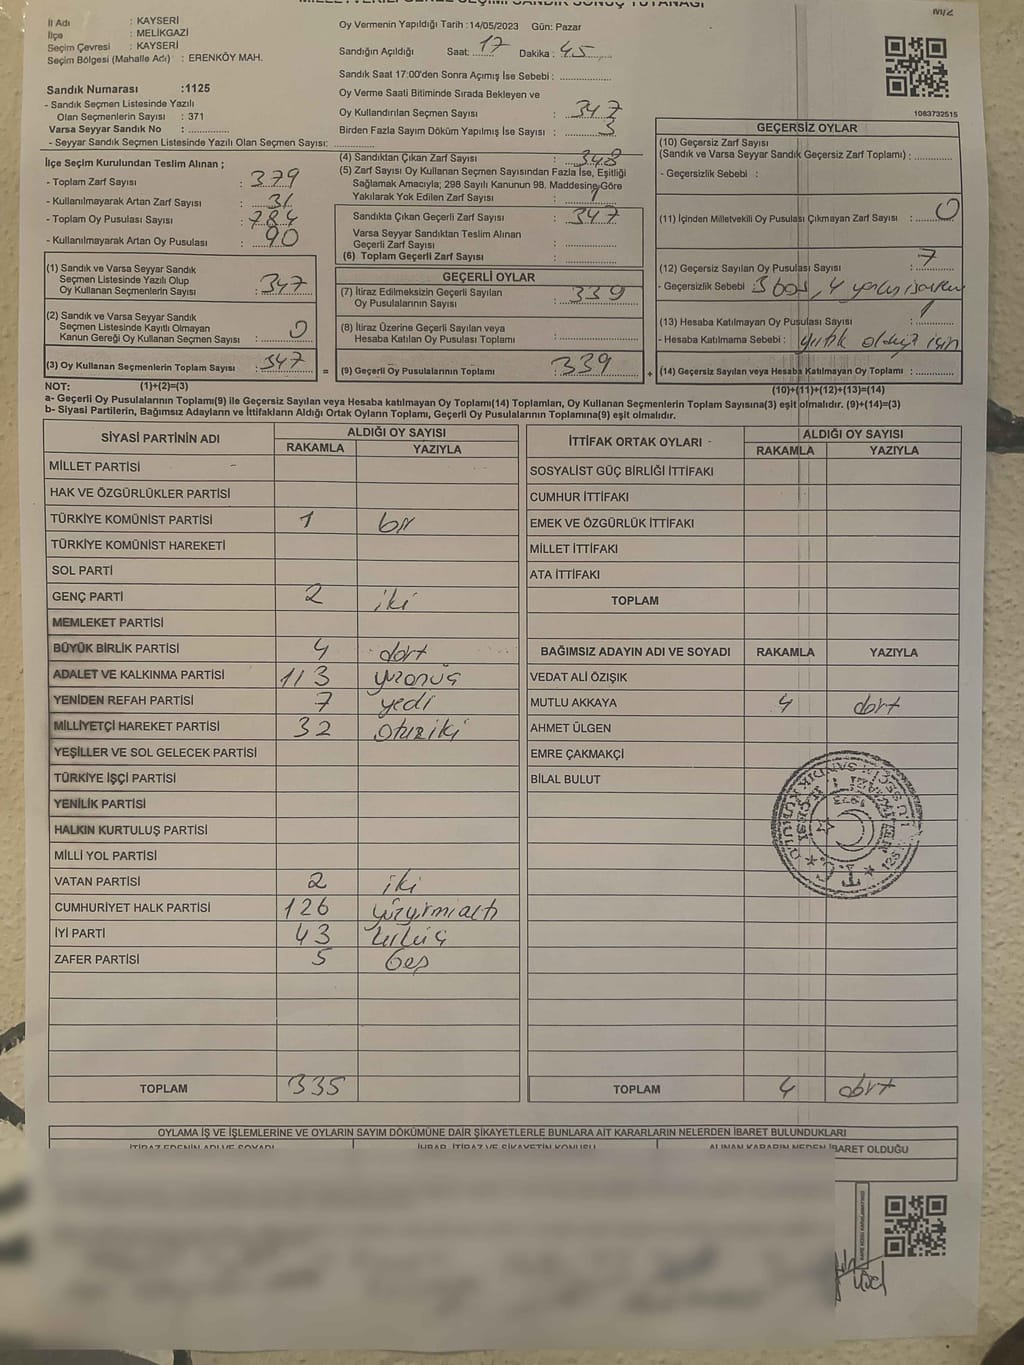 İl Adı : KAYSERİ
İlçe : MELİKGAZİ
Seçim Çevresi : KAYSERİ
Seçim Bölgesi (Mahalle Adı) : ERENKÖY MAH.
Sandık Numarası :1125
- Sandık Seçmen Listesinde Yazılı
Olan Seçmenlerin Sayısı : 371
Varsa Seyyar Sandık No : ..............
- Seyyar Seçmen Listesinde Yazılı Olan Seçmen Sayısı: ..............
İlçe Seçim Kurulundan Teslim Alınan ;
- Toplam Zarf Sayısı : 379
- Kullanılmayarak Artan Zarf Sayısı : 31
- Toplam Oy Pusulası Sayısı : 784
- Kullanılmayarak Artan Oy Pusulası : 90
(1) Sandık ve Varsa Seyyar Sandık
Seçmen Listesinde Yazılı Olup
Oy Kullanan Seçmenlerin Sayısı : 347
(2) Sandık ve Varsa Seyyar Sandık
Seçmen Listesinde Kayıtlı Olmayan
Kanun Gereği Oy Kullanan Seçmen Sayısı : 0
(3) Oy Kullanan Seçmenlerin Toplam Sayısı : 347
Oy Vermenin Yapıldığı Tarih :14/05/2023 Gün: Pazar
Sandığın Açıldığı Saat: 17 Dakika : 45
Sandık Saat 17:00'den Sonra Açımış İse Sebebi : ..............
Oy Verme Saati Bitiminde Sırada Bekleyen ve
Oy Kullandırılan Seçmen Sayısı : 347
Birden Fazla Sayım Döküm Yapılmış İse Sayısı : 3
(4) Sandıktan Çıkan Zarf Sayısı : 348
(5) Zarf Sayısı Oy Kullanan Seçmen Sayısından Fazla İse, Eşitliği
Sağlamak Amacıyla; 298 Sayılı Kanunun 98. Maddesine Göre
Yakılarak Yok Edilen Zarf Sayısı : 1
Sandıkta Çıkan Geçerli Zarf Sayısı : 347
Varsa Seyyar Sandıktan Teslim Alınan
Geçerli Zarf Sayısı : ..............
(6) Toplam Geçerli Zarf Sayısı : ..............
GEÇERLİ OYLAR
(7) İtiraz Edilmeksizin Geçerli Sayılan
Oy Pusulalarının Sayısı : 339
(8) İtiraz Üzerine Geçerli Sayılan veya
Hesaba Katılan Oy Pusulası Toplamı : ..............
= (9) Geçerli Oy Pusulalarının Toplamı : 339
M/Z
1083732515
GEÇERSİZ OYLAR
(10) Geçersiz Zarf Sayısı
(Sandık ve Varsa Seyyar Sandık Geçersiz Zarf Toplamı) : ..............
- Geçersizlik Sebebi :
(11) İçinden Milletvekili Oy Pusulası Çıkmayan Zarf Sayısı : 0
(12) Geçersiz Sayılan Oy Pusulası Sayısı : 7
- Geçersizlik Sebebi : 3 boş, 4
(13) Hesaba Katılmayan Oy Pusulası Sayısı : 1
- Hesaba Katılmama Sebebi : yırtık olduğu için
+ (14) Geçersiz Sayılan veya Hesaba Katılmayan Oy Toplamı : ..............
NOT: (1)+(2)=(3) (10)+(11)+(12)+(13)=(14)
a- Geçerli Oy Pusulalarının Toplamı(9) ile Geçersiz Sayılan veya Hesaba katılmayan Oy Toplamı(14) Toplamları, Oy Kullanan Seçmenlerin Toplam Sayısına(3) eşit olmalıdır. (9)+(14)=(3)
b- Siyasi Partilerin, Bağımsız Adayların ve İttifakların Aldığı Ortak Oyların Toplamı, Geçerli Oy Pusulalarının Toplamına(9) eşit olmalıdır.
SİYASİ PARTİNİN ADI ALDIĞI OY SAYISI
RAKAMLA YAZIYLA
MİLLET PARTİSİ
HAK VE ÖZGÜRLÜKLER PARTİSİ
TÜRKİYE KOMÜNİST PARTİSİ 1 bir
TÜRKİYE KOMÜNİST HAREKETİ
SOL PARTİ
GENÇ PARTİ 2 iki
MEMLEKET PARTİSİ
BÜYÜK BİRLİK PARTİSİ 4 dört
ADALET VE KALKINMA PARTİSİ 113 yüzonüç
YENİDEN REFAH PARTİSİ 7 yedi
MİLLİYETÇİ HAREKET PARTİSİ 32 otuziki
YEŞİLLER VE SOL GELECEK PARTİSİ
TÜRKİYE İŞÇİ PARTİSİ
YENİLİK PARTİSİ
HALKIN KURTULUŞ PARTİSİ
MİLLİ YOL PARTİSİ
VATAN PARTİSİ 2 iki
CUMHURİYET HALK PARTİSİ 126 yüzyirmialtı
İYİ PARTİ 43
ZAFER PARTİSİ 5 beş
TOPLAM 335
İTTİFAK ORTAK OYLARI - ALDIĞI OY SAYISI
RAKAMLA YAZIYLA
SOSYALİST GÜÇ BİRLİĞİ İTTİFAKI
CUMHUR İTTİFAKI
EMEK VE ÖZGÜRLÜK İTTİFAKI
MİLLET İTTİFAKI
ATA İTTİFAKI
TOPLAM
BAĞIMSIZ ADAYIN ADI VE SOYADI RAKAMLA YAZIYLA
VEDAT ALİ ÖZIŞIK
MUTLU AKKAYA 4 dört
AHMET ÜLGEN
EMRE ÇAKMAKÇİ
BİLAL BULUT
T.C.
TOPLAM 4 dört
OYLAMA İŞ VE İŞLEMLERİNE VE OYLARIN SAYIM DÖKÜMÜNE DAİR ŞİKAYETLERLE BUNLARA AİT KARARLARIN NELERDEN İBARET BULUNDUKLARI
İTİRAZ EDENİN ADI VE SOYADI İHBAR, İTİRAZ VE ŞİKAYETİN KONUSU ALINAN KARARIN NEDEN İBARET OLDUĞU